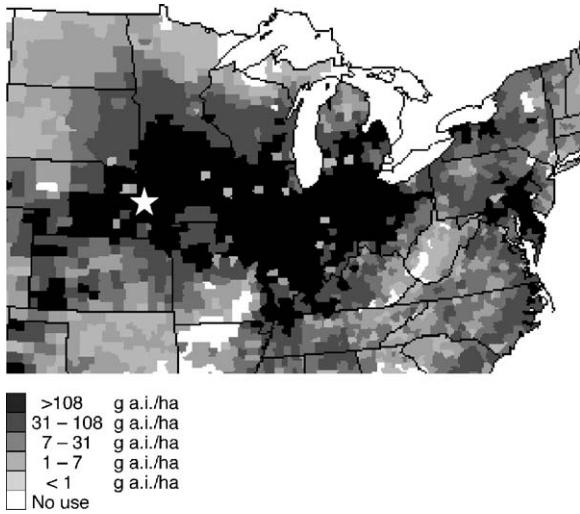 >108 g a.i./ha
31 – 108 g a.i./ha
7 – 31 g a.i./ha
1 – 7 g a.i./ha
< 1 g a.i./ha
No use